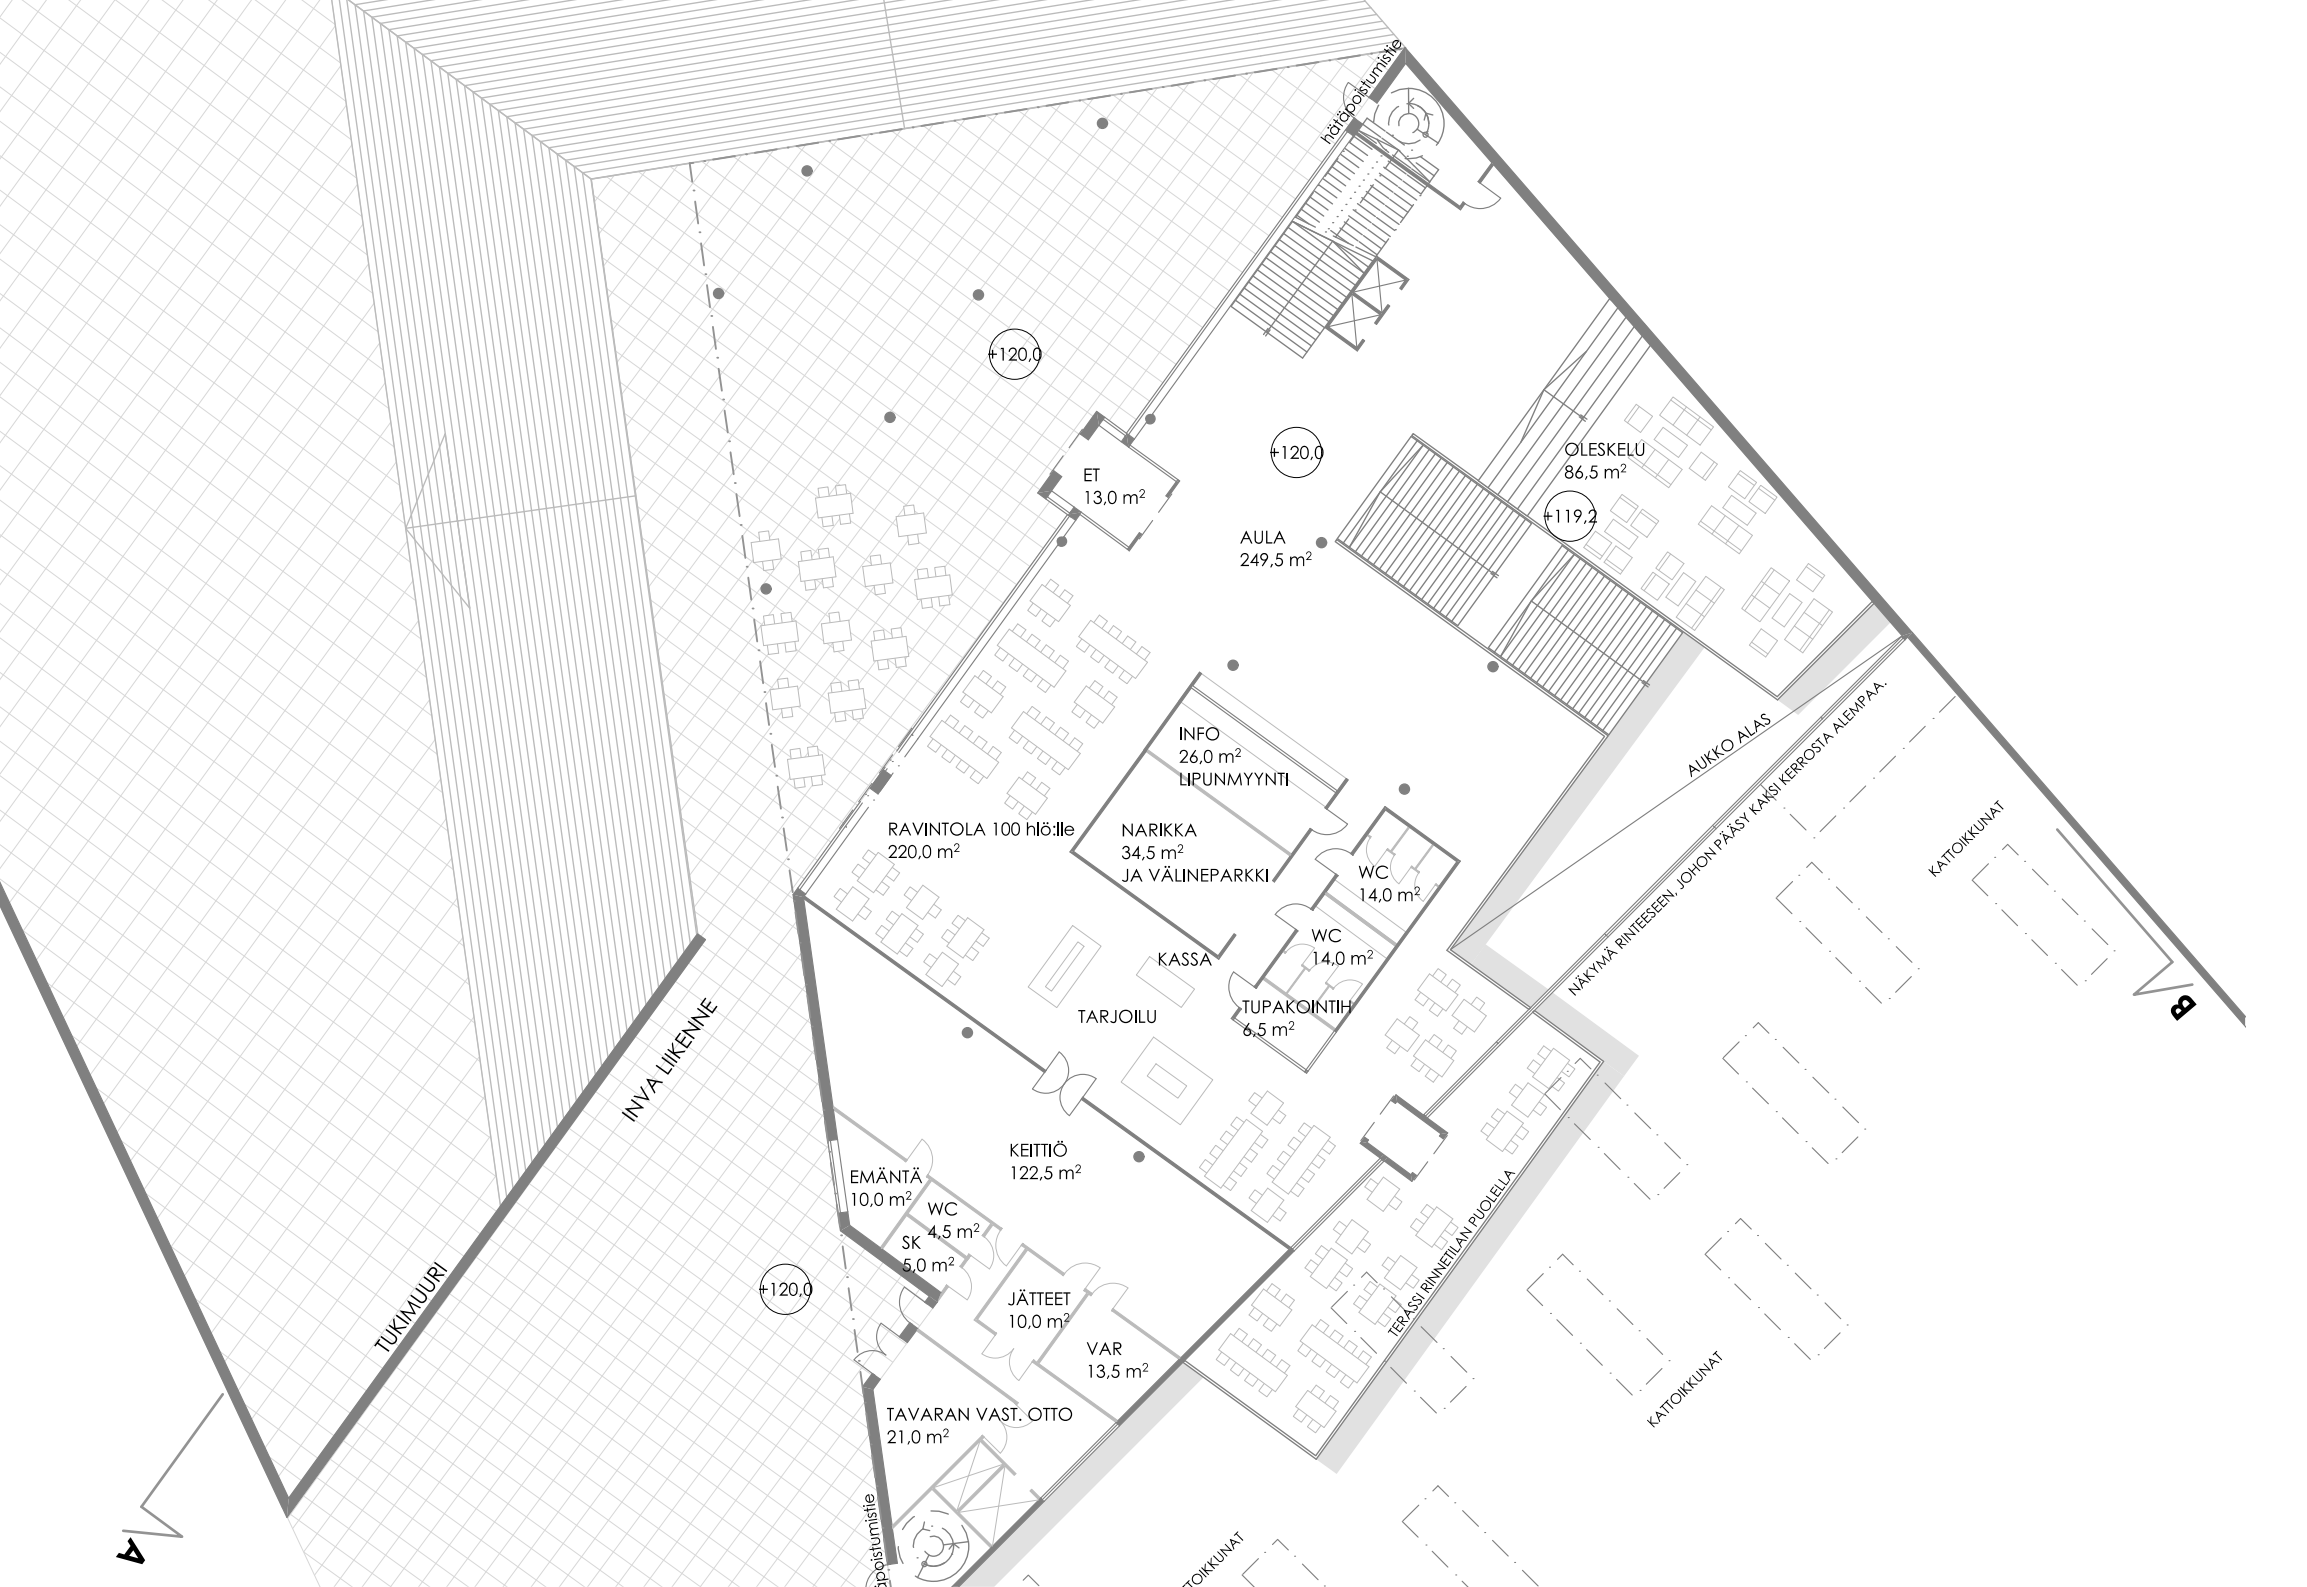 hätäpoistumistie
+120,0
+120,0
OLESKELU
86,5 m²
ET
13,0 m²
+119,2
AULA
249,5 m²
INFO
26,0 m²
LIPUNMYYNTI
AUKKO ALAS
NÄKYMÄ RINTEESEEN, JOHON PÄÄSY KAKSI KERROSTA ALEMPAA.
RAVINTOLA 100 hlö:lle
220,0 m²
NARIKKA
34,5 m²
JA VÄLINEPARKKI
KATTOIKKUNAT
WC
14,0 m²
WC
14,0 m²
KASSA
TUPAKOINTIH
6,5 m²
TARJOILU
B
INVA LIIKENNE
KEITTIÖ
122,5 m²
EMÄNTÄ
10,0 m²
WC
4,5 m²
SK
5,0 m²
TERASSI RINNETILAN PUOLELLA
+120,0
TUKIMUURI
JÄTTEET
10,0 m²
VAR
13,5 m²
KATTOIKKUNAT
TAVARAN VAST. OTTO
21,0 m²
A
poistumistie
TOIKKUNAT